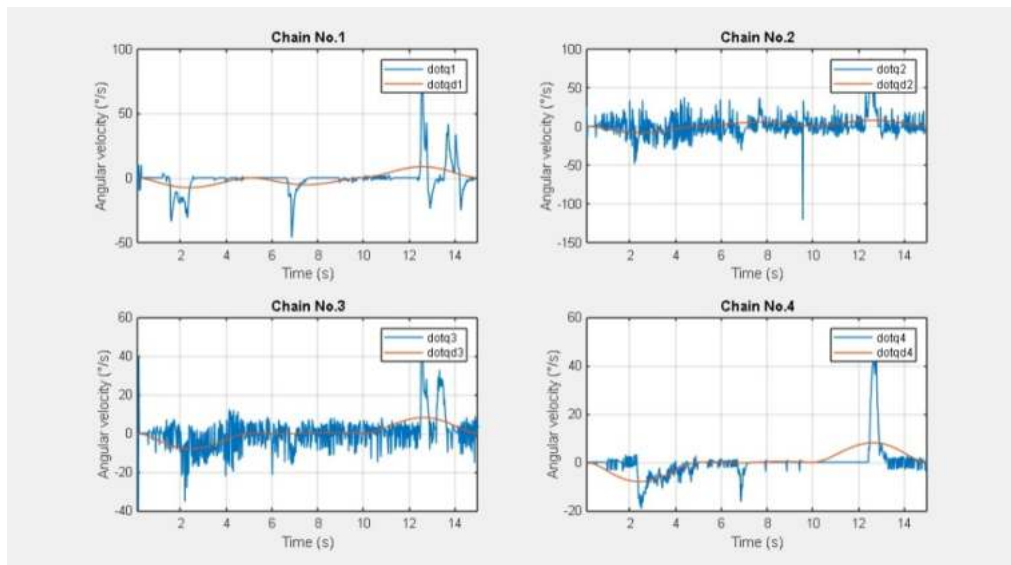 Chain No.1
dotq1
dotqd1
100
50
0
-50
Angular velocity (°/s)
2 4 6 8 10 12 14
Time (s)
Chain No.2
dotq2
dotqd2
100
50
0
-50
-100
-150
Angular velocity (°/s)
2 4 6 8 10 12 14
Time (s)
Chain No.3
dotq3
dotqd3
60
40
20
0
-20
-40
Angular velocity (°/s)
2 4 6 8 10 12 14
Time (s)
Chain No.4
dotq4
dotqd4
60
40
20
0
-20
Angular velocity (°/s)
2 4 6 8 10 12 14
Time (s)